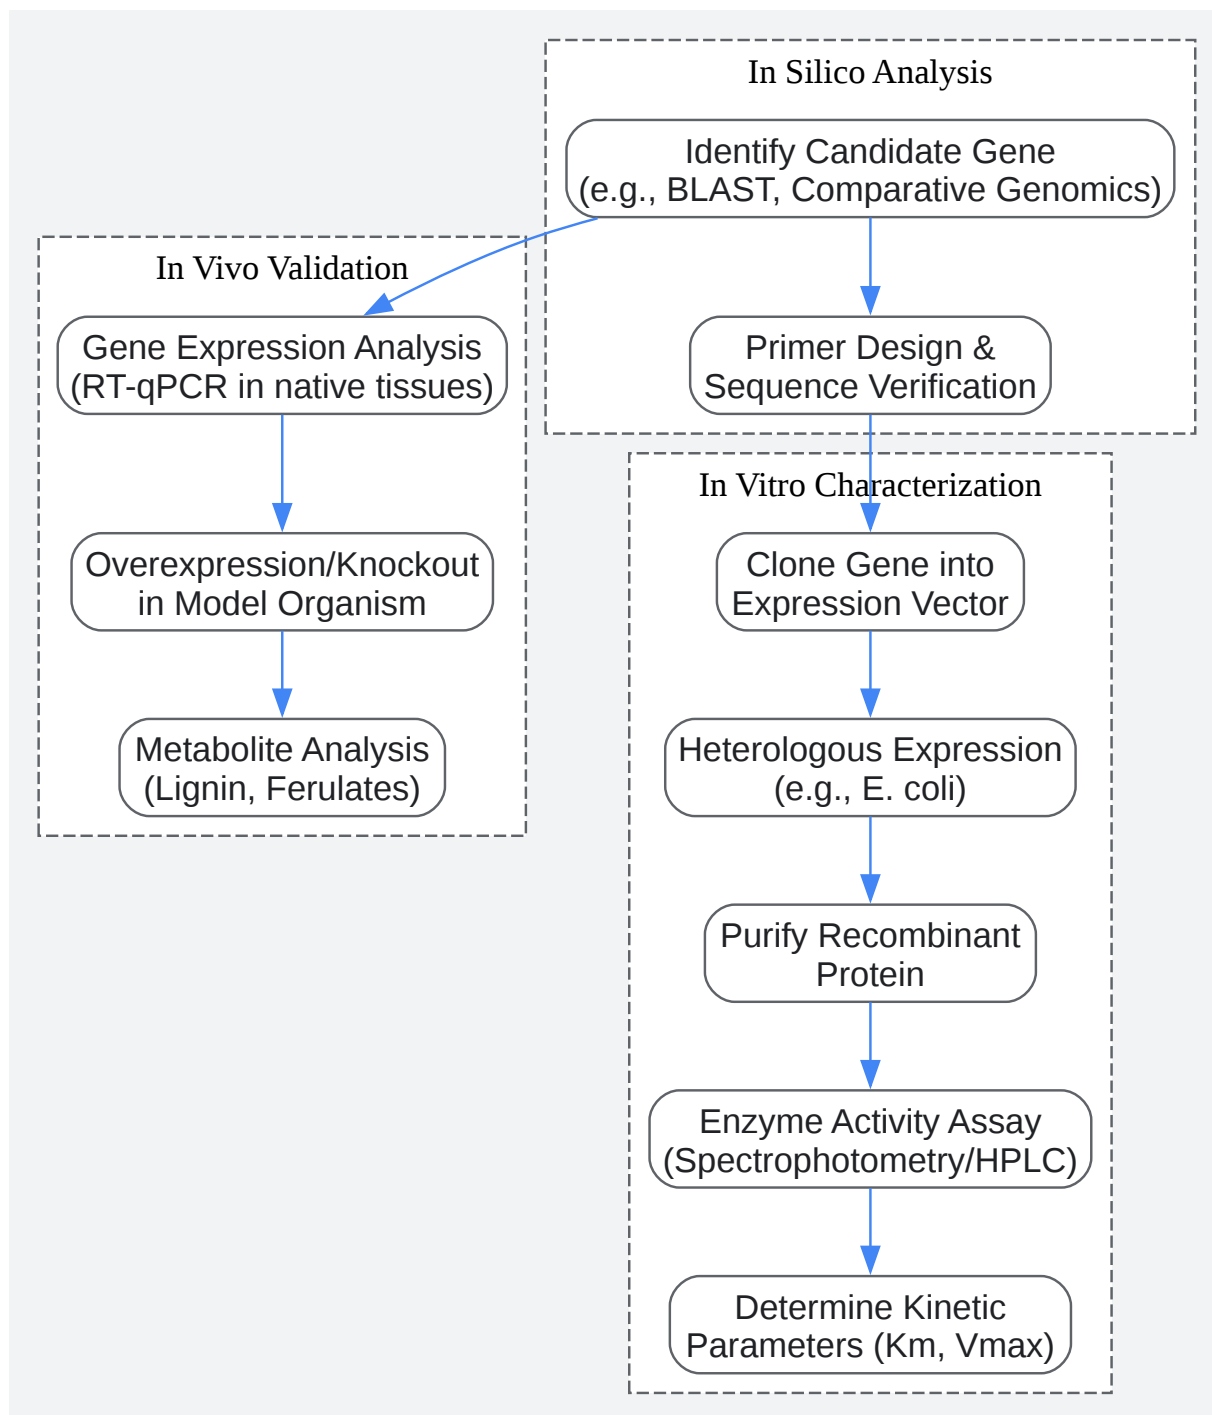 In Silico Analysis
Identify Candidate Gene
(e.g., BLAST, Comparative Genomics)
Primer Design &
Sequence Verification
In Vivo Validation
Gene Expression Analysis
(RT-qPCR in native tissues)
Overexpression/Knockout
in Model Organism
Metabolite Analysis
(Lignin, Ferulates)
In Vitro Characterization
Clone Gene into
Expression Vector
Heterologous Expression
(e.g., E. coli)
Purify Recombinant
Protein
Enzyme Activity Assay
(Spectrophotometry/HPLC)
Determine Kinetic
Parameters (Km, Vmax)